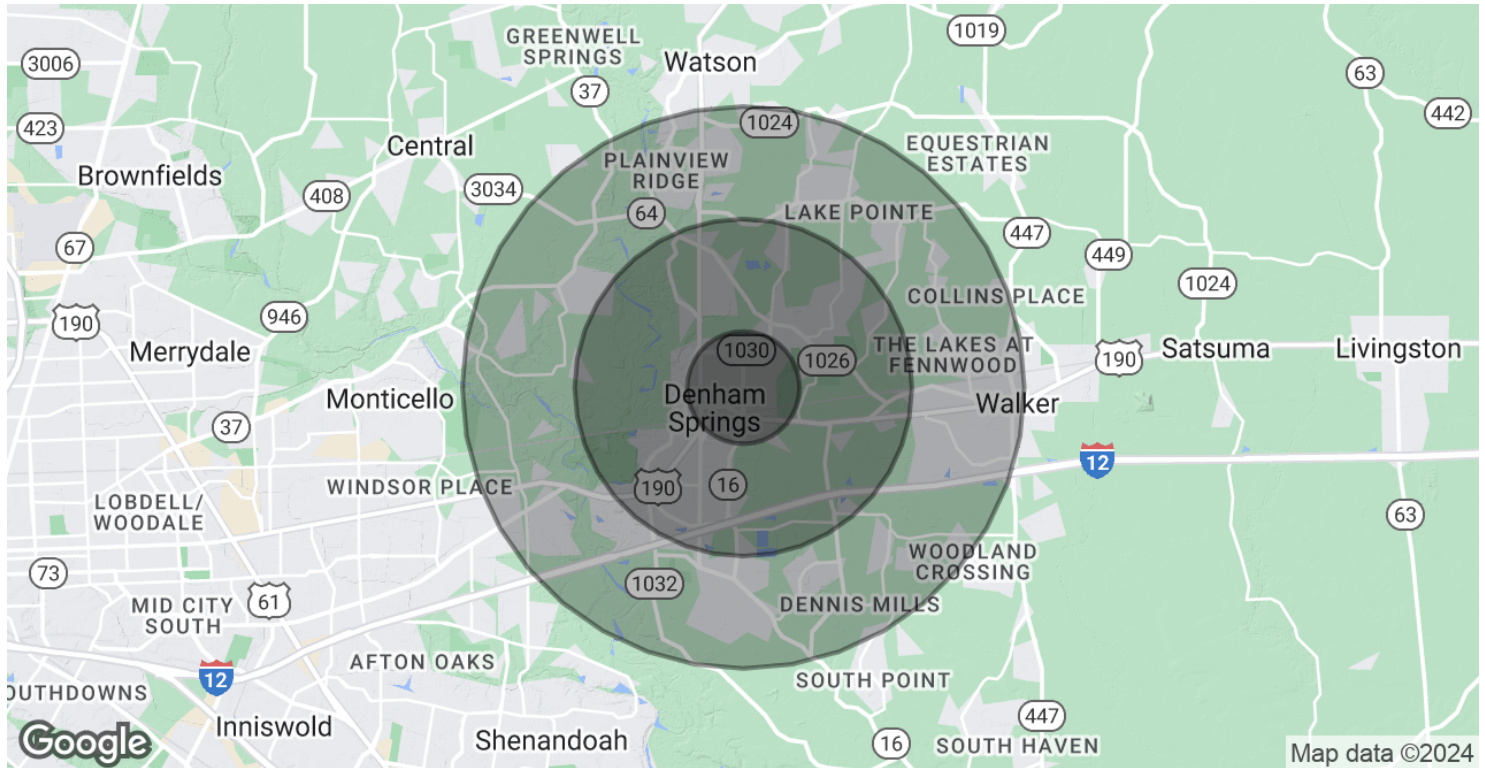 GREENWELL
SPRINGS
Watson
1019
3006
37
63
442
423
1024
Central
EQUESTRIAN
ESTATES
Brownfields
PLAINVIEW
RIDGE
408
3034
64
LAKE POINTE
447
67
449
1024
COLLINS PLACE
190
946
Merrydale
1030
1026
THE LAKES AT
FENNWOOD
190
Satsuma
Livingston
Monticello
Denham
Springs
Walker
37
12
WINDSOR PLACE
190
16
LOBDELL/
WOODALE
63
73
WOODLAND
CROSSING
1032
61
MID CITY
SOUTH
DENNIS MILLS
AFTON OAKS
12
SOUTH POINT
OUTHDOWNS
Inniswold
447
Shenandoah
16
SOUTH HAVEN
Google
Map data ©2024